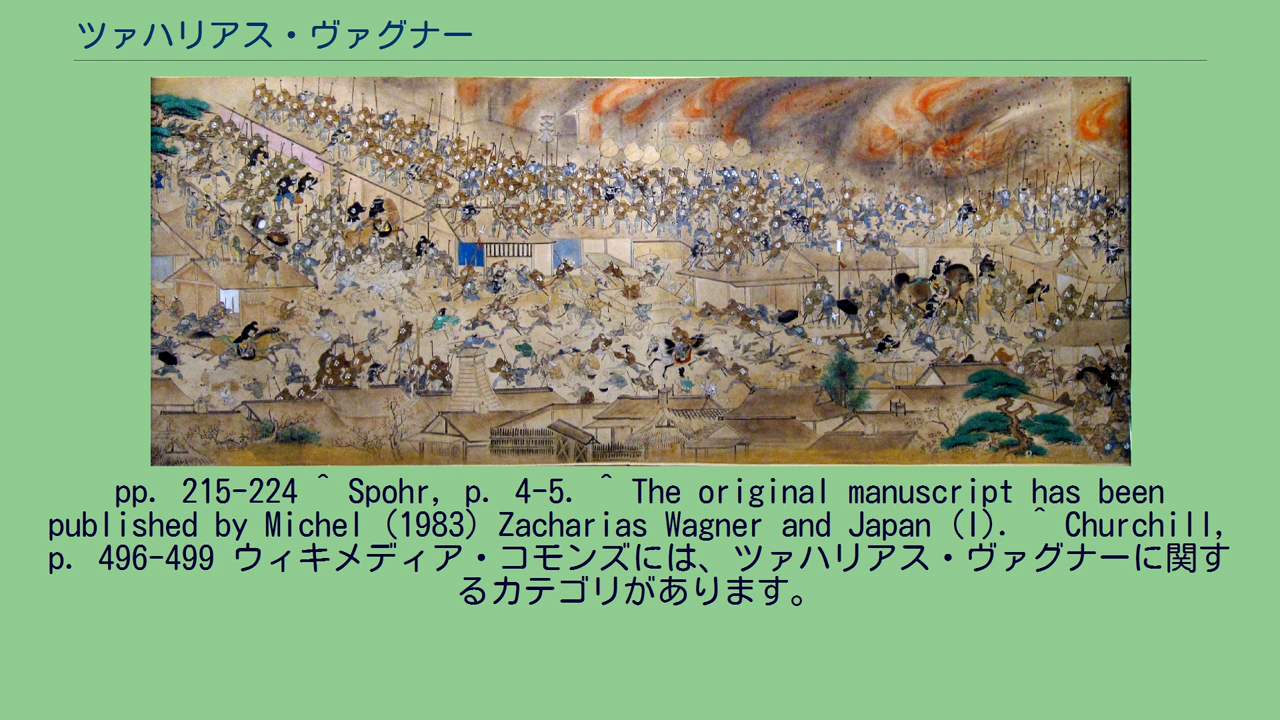 ツァハリアス・ヴァグナー
pp. 215-224 ^ Spohr, p. 4-5. ^ The original manuscript has been
published by Michel (1983) Zacharias Wagner and Japan (I). ^ Churchill,
p. 496-499 ウィキメディア・コモンズには、ツァハリアス・ヴァグナーに関す
るカテゴリがあります。